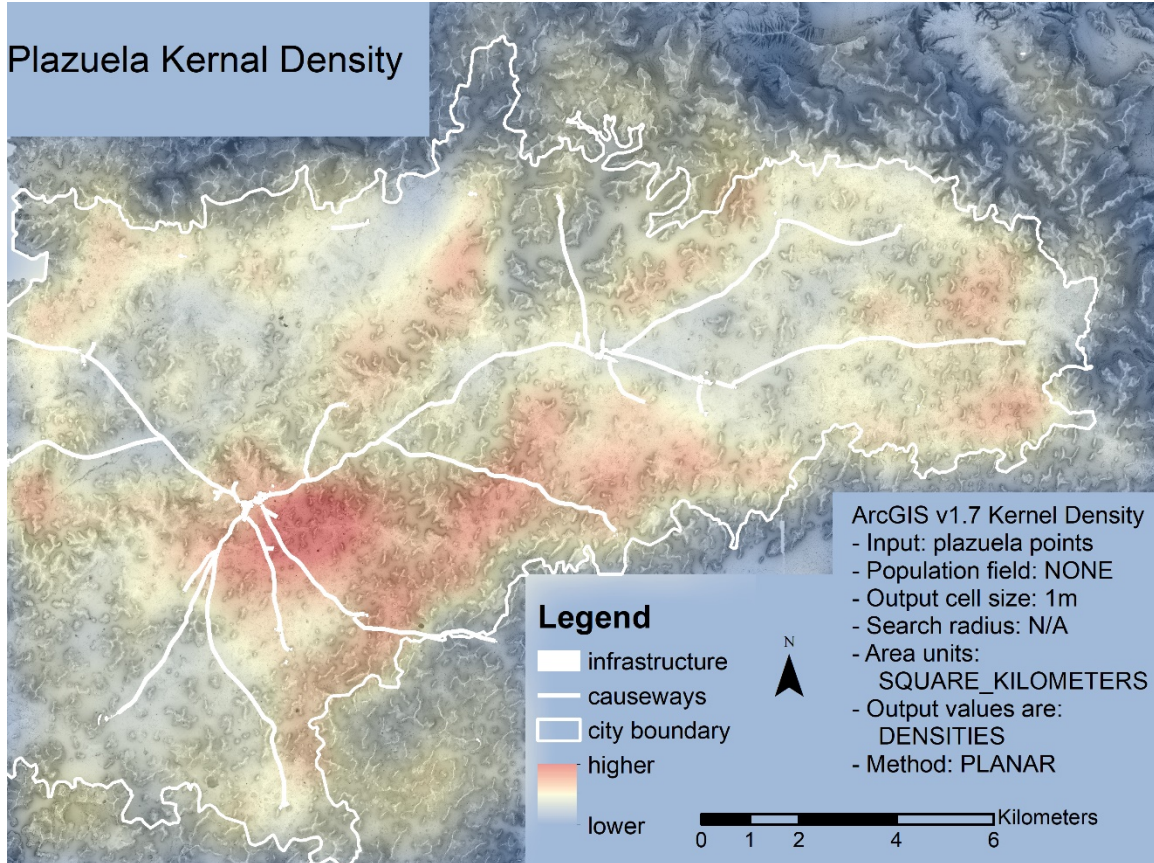 Plazuela Kernal Density
ArcGIS v1.7 Kernel Density
- Input: plazuela points
- Population field: NONE
- Output cell size: 1m
- Search radius: N/A
- Area units:
SQUARE_KILOMETERS
- Output values are:
DENSITIES
- Method: PLANAR
Legend
infrastructure
causeways
city boundary
higher
lower
N
Kilometers
0 1 2 4 6